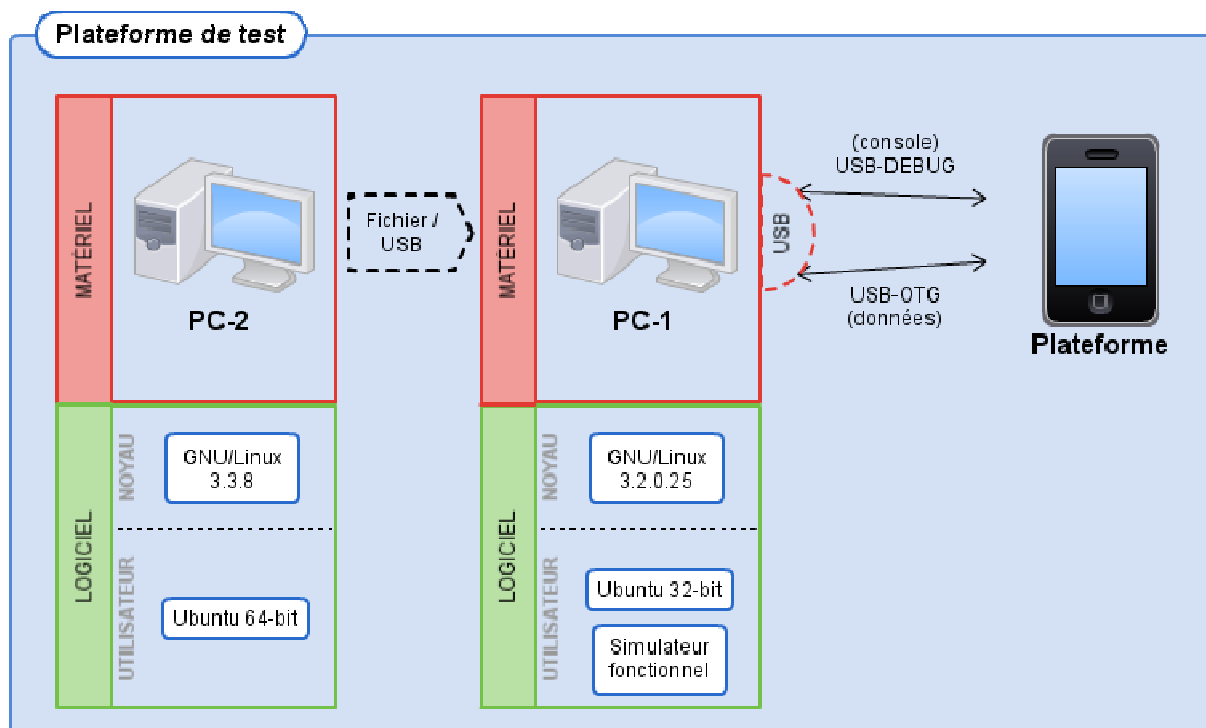 Plateforme de test
MATÉRIEL
PC-2
Fichier /
USB
MATÉRIEL
PC-1
USB
(console)
USB-DEBUG
USB-OTG
(données)
Plateforme
LOGICIEL
NOYAU
GNU/Linux
3.3.8
UTILISATEUR
Ubuntu 64-bit
LOGICIEL
NOYAU
GNU/Linux
3.2.0.25
UTILISATEUR
Ubuntu 32-bit
Simulateur
fonctionnel